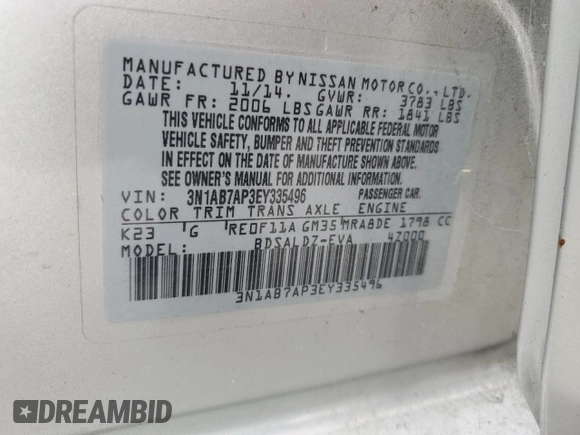 MANUFACTURED BY NISSAN MOTOR CO., LTD.
DATE: 11/14. GVWR: 3783 LBS
GAWR FR: 2006 LBS GAWR RR: 1841 LBS
THIS VEHICLE CONFORMS TO ALL APPLICABLE FEDERAL MOTOR
VEHICLE SAFETY, BUMPER AND THEFT PREVENTION STANDARDS
IN EFFECT ON THE DATE OF MANUFACTURE SHOWN ABOVE.
SEE OWNER'S MANUAL FOR ADDITIONAL INFORMATION.
VIN: 3N1AB7AP3EY335496 PASSENGER CAR.
COLOR TRIM TRANS AXLE ENGINE
K23 G RE0F11A GM35 MRA8DE 1798 CC
MODEL: BDSALDZ-EVA 4Z000
3N1AB7AP3EY335496
DREAMBID